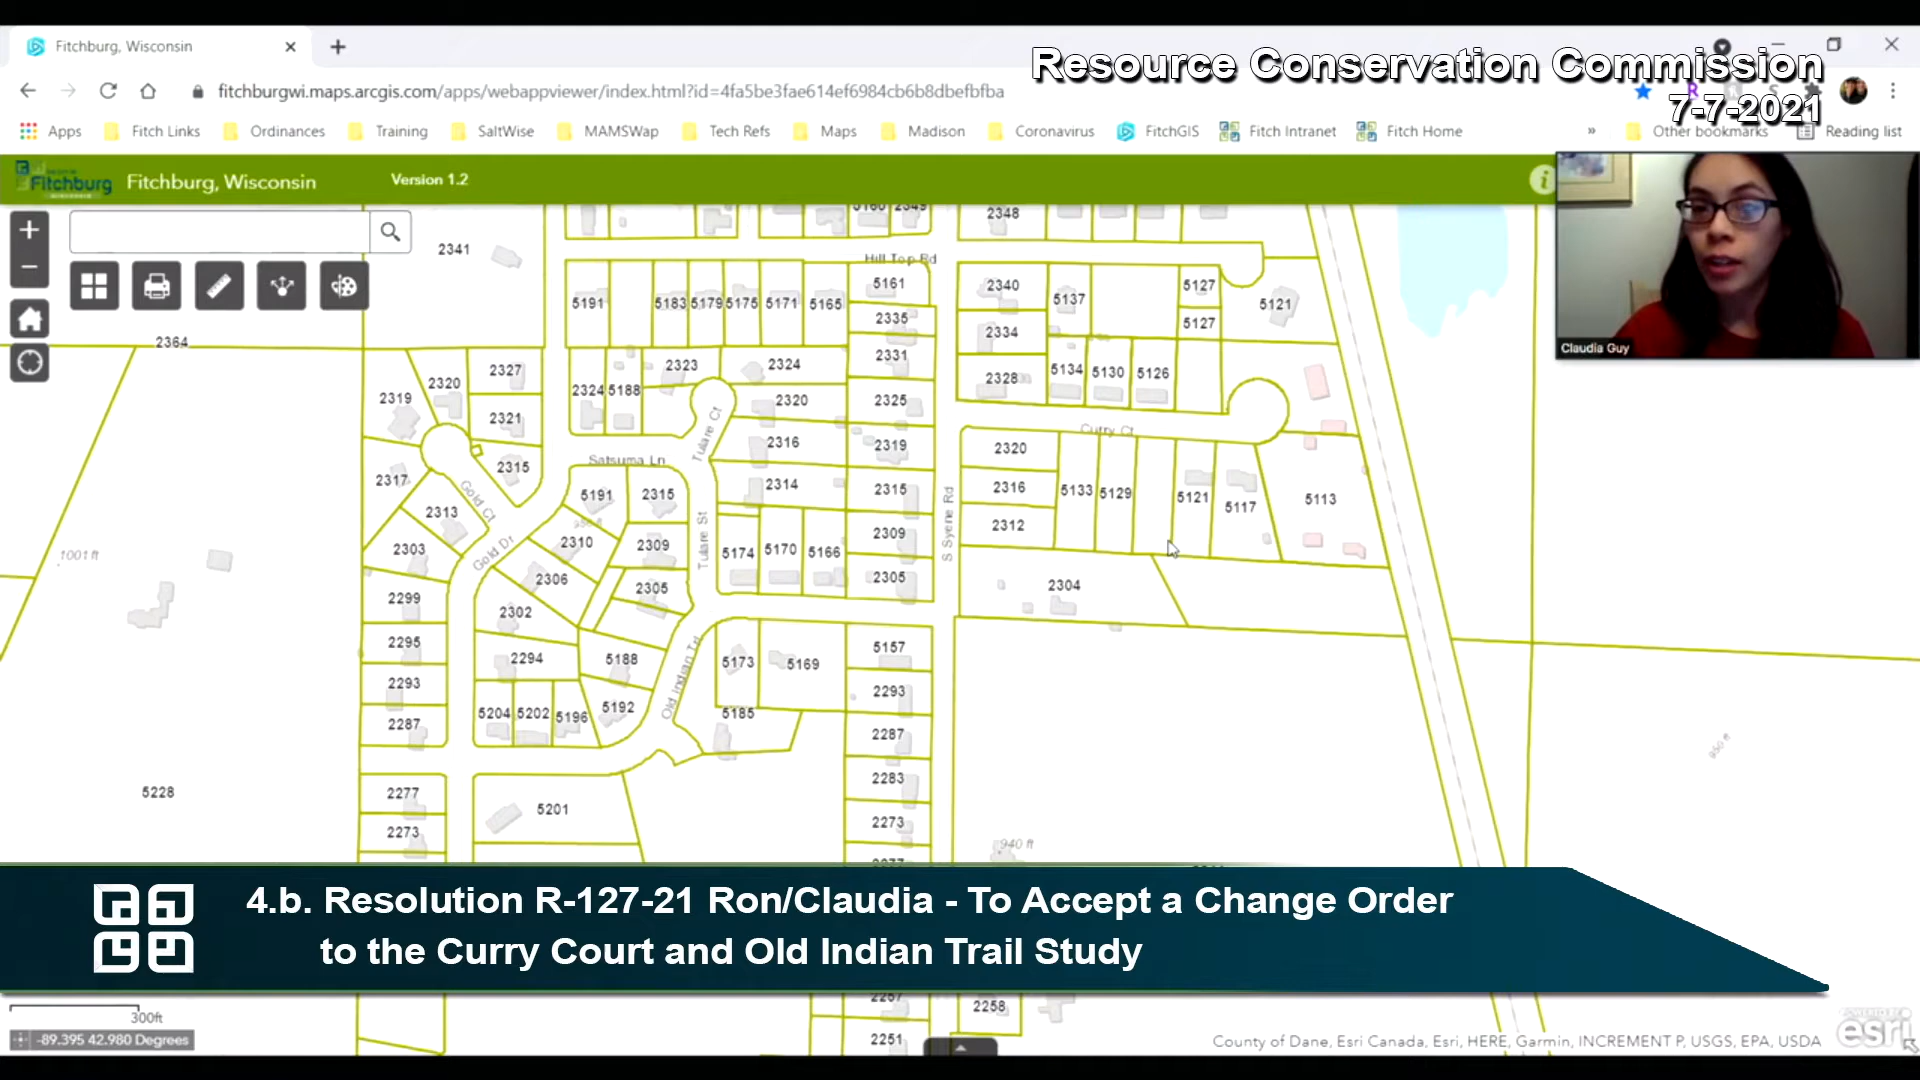 Fitchburg, Wisconsin
Resource Conservation Commission
7-7-2021
fitchburgwi.maps.arcgis.com/apps/webappviewer/index.html?id=4fa5be3fae614ef6984cb6b8dbefbfba
Apps Fitch Links Ordinances Training SaltWise MAMSWap Tech Refs Maps Madison Coronavirus FitchGIS Fitch Intranet Fitch Home » Other bookmarks Reading list
Fitchburg Fitchburg, Wisconsin Version 1.2
Claudia Guy
5160 2349 2348
2341
Hill Top Rd
5191 5183 5179 5175 5171 5165 5161 2340 5137 5127 5121
2335 2334 5127
2364
2331
2319 2320 2327 2324 5188 2323 2324 2328 5134 5130 5126
2321 2320 2325
Tulare Ct
Curry Ct
2317 2315 Satsuma Ln 2316 2319 2320
Gold Ct
2313 5191 2315 2314 2315 2316 5133 5129 5121 5117 5113
S Syene Rd
2303 Gold Dr 2310 2309 Tulare St 5174 5170 5166 2309 2312
1001 ft
950 ft
2299 2306 2305 2305 2304
2302
2295 2294 5188 Old Indian Trl 5173 5169 5157
2293 2293
2287 5204 5202 5196 5192 5185 2287
950 ft
5228 2277 5201 2283
2273 2273
940 ft
4.b. Resolution R-127-21 Ron/Claudia - To Accept a Change Order
to the Curry Court and Old Indian Trail Study
2258
2251
300ft
-89.395 42.980 Degrees
County of Dane, Esri Canada, Esri, HERE, Garmin, INCREMENT P, USGS, EPA, USDA
POWERED BY
esri